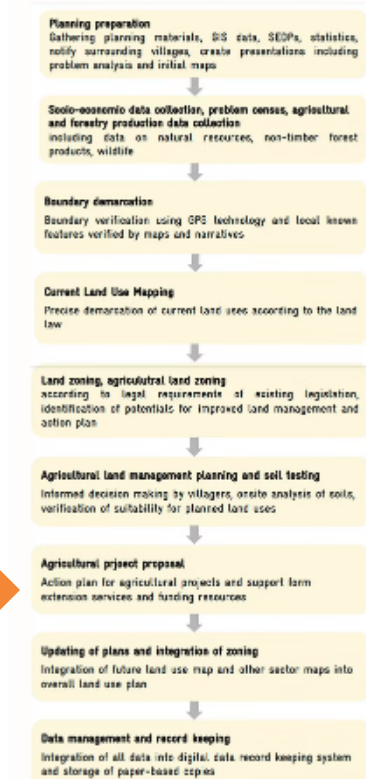 Planning preparation
Gathering planning materials, GIS data, SEDPs, statistics,
notify surrounding villages, create presentations including
problem analysis and initial maps
Socio-economic data collection, problem census, agricultural
and forestry production data collection
including data on natural resources, non-timber forest
products, wildlife
Boundary demarcation
Boundary verification using GPS technology and local known
features verified by maps and narratives
Current Land Use Mapping
Precise demarcation of current land uses according to the land
law
Land zoning, agriculutral land zoning
according to legal requirements of existing legislation,
identification of potentials for improved land management and
action plan
Agricultural land management planning and soil testing
Informed decision making by villagers, onsite analysis of soils,
verification of suitability for planned land uses
Agricultural prjoect proposal
Action plan for agricultural projects and support form
extension services and funding resources
Updating of plans and integration of zoning
Integration of future land use map and other sector maps into
overall land use plan
Data management and record keeping
Integration of all data into digital data record keeping system
and storage of paper-based copies